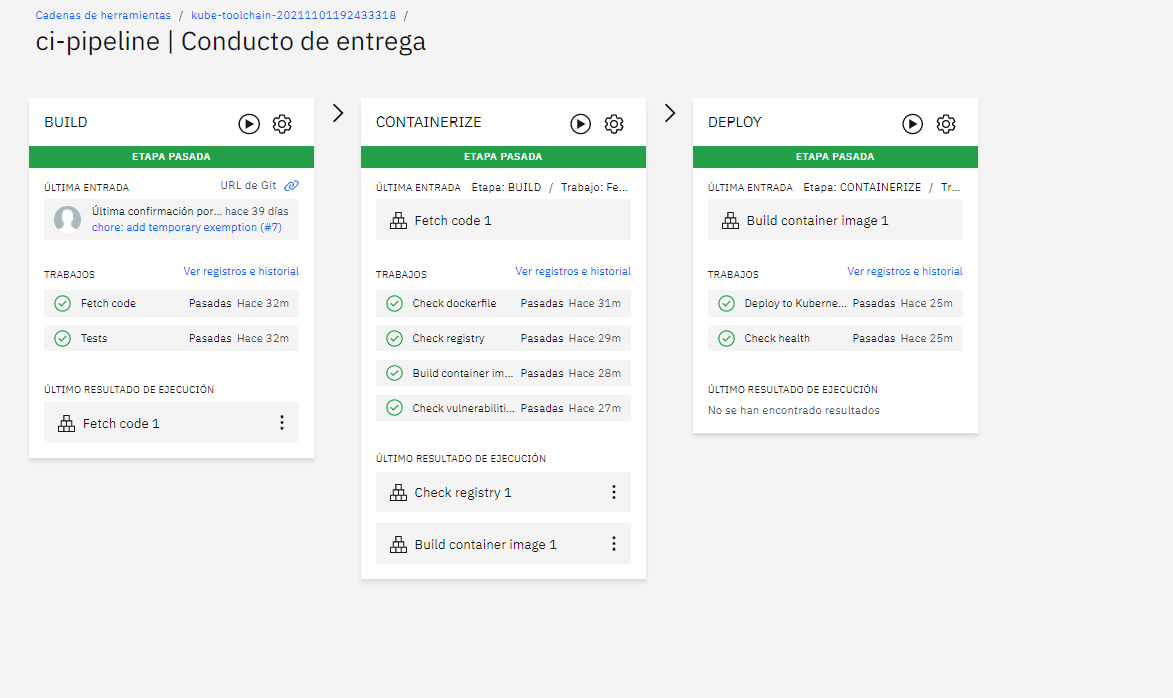 Cadenas de herramientas / kube-toolchain-20211101192433318 /
ci-pipeline | Conducto de entrega
BUILD
ETAPA PASADA
ÚLTIMA ENTRADA URL de Git
Última confirmación por... hace 39 días
chore: add temporary exemption (#7)
TRABAJOS Ver registros e historial
Fetch code Pasadas Hace 32m
Tests Pasadas Hace 32m
ÚLTIMO RESULTADO DE EJECUCIÓN
Fetch code 1
CONTAINERIZE
ETAPA PASADA
ÚLTIMA ENTRADA Etapa: BUILD / Trabajo: Fe...
Fetch code 1
TRABAJOS Ver registros e historial
Check dockerfile Pasadas Hace 31m
Check registry Pasadas Hace 29m
Build container im... Pasadas Hace 28m
Check vulnerabiliti... Pasadas Hace 27m
ÚLTIMO RESULTADO DE EJECUCIÓN
Check registry 1
Build container image 1
DEPLOY
ETAPA PASADA
ÚLTIMA ENTRADA Etapa: CONTAINERIZE / Tr...
Build container image 1
TRABAJOS Ver registros e historial
Deploy to Kuberne... Pasadas Hace 25m
Check health Pasadas Hace 25m
ÚLTIMO RESULTADO DE EJECUCIÓN
No se han encontrado resultados